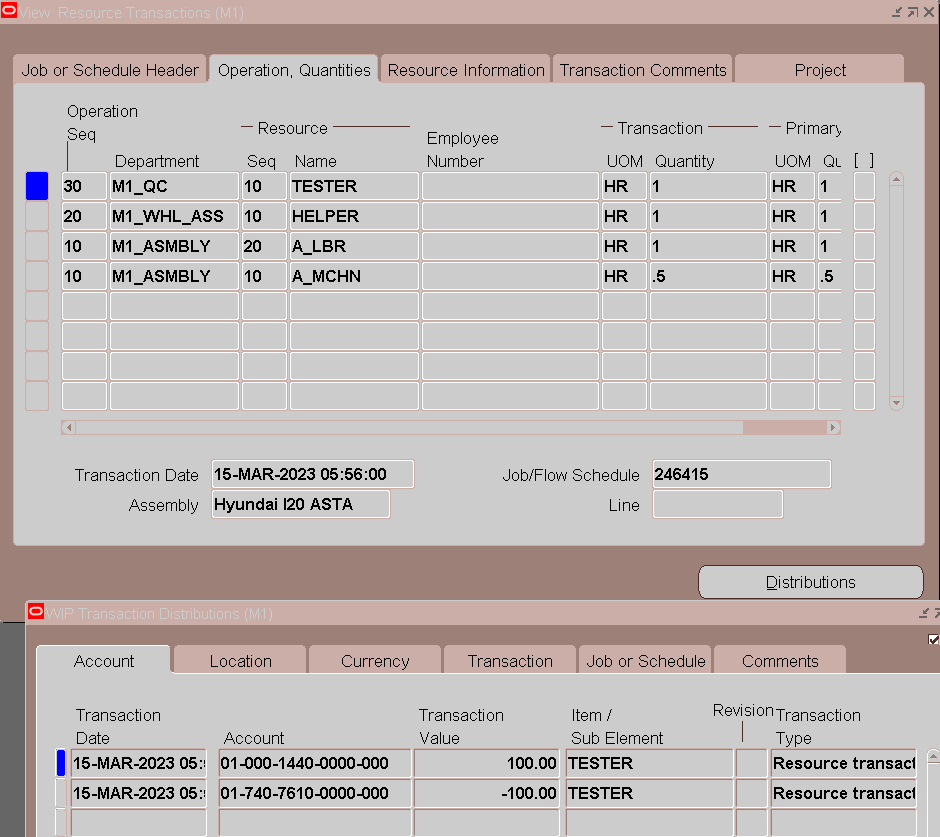 View Resource Transactions (M1)
Job or Schedule Header Operation, Quantities Resource Information Transaction Comments Project
Operation
Seq Resource Employee Transaction Primary
Department Seq Name Number UOM Quantity UOM Qu [ ]
30 M1_QC 10 TESTER HR 1 HR 1
20 M1_WHL_ASS 10 HELPER HR 1 HR 1
10 M1_ASMBLY 20 A_LBR HR 1 HR 1
10 M1_ASMBLY 10 A_MCHN HR .5 HR .5
Transaction Date 15-MAR-2023 05:56:00 Job/Flow Schedule 246415
Assembly Hyundai I20 ASTA Line
Distributions
WIP Transaction Distributions (M1)
Account Location Currency Transaction Job or Schedule Comments
Transaction Transaction Item / Revision Transaction
Date Account Value Sub Element Type
15-MAR-2023 05: 01-000-1440-0000-000 100.00 TESTER Resource transact
15-MAR-2023 05: 01-740-7610-0000-000 -100.00 TESTER Resource transact